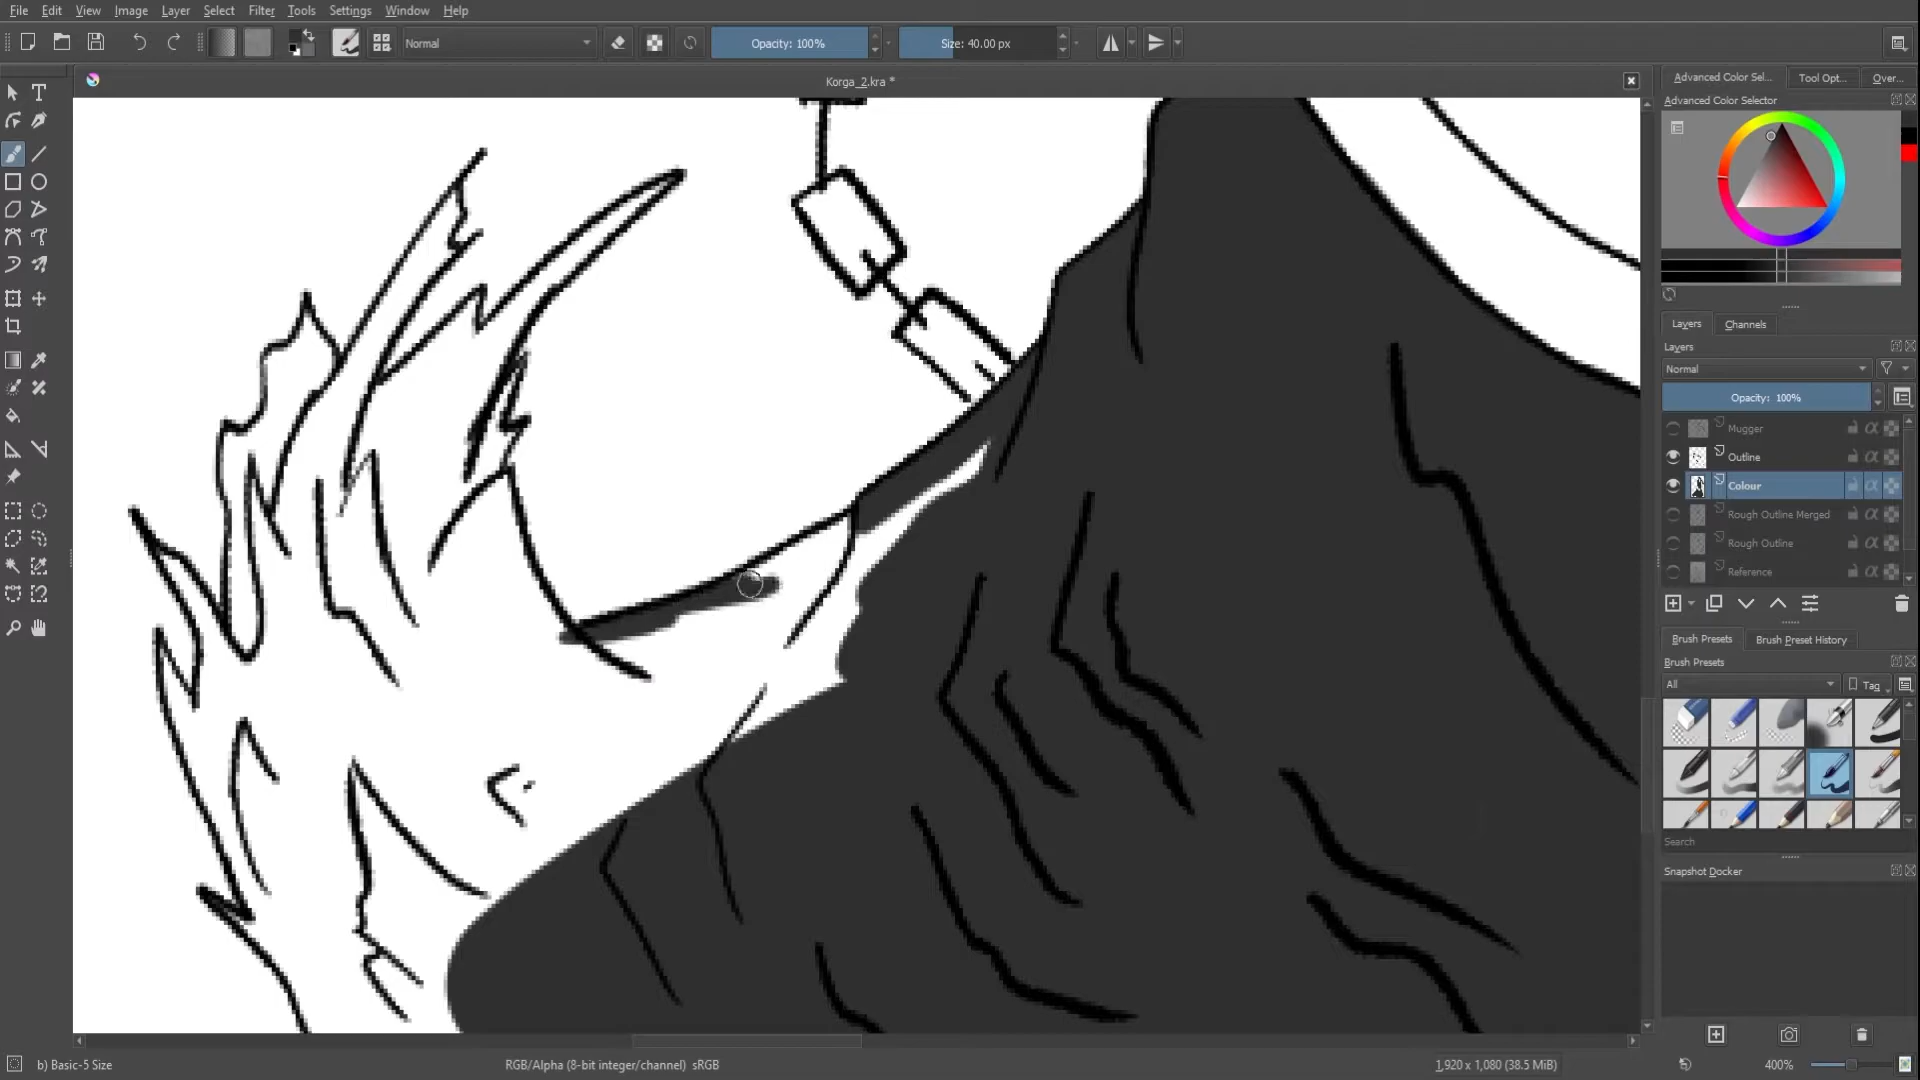 File Edit View Image Layer Select Filter Tools Settings Window Help
Normal Opacity: 100% Size: 40.00 px
Korga_2.kra *
Advanced Color Sel... Tool Opt... Over...
Advanced Color Selector
Layers Channels
Layers
Normal
Opacity: 100%
Mugger
Outline
Colour
Rough Outline Merged
Rough Outline
Reference
Brush Presets Brush Preset History
Brush Presets
All Tag
Search
Snapshot Docker
b) Basic-5 Size RGB/Alpha (8-bit integer/channel) sRGB 1,920 x 1,080 (38.5 MiB) 400%